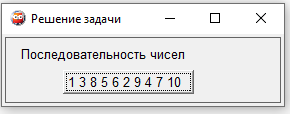 Решение задачи
Последовательность чисел
1 3 8 5 6 2 9 4 7 10